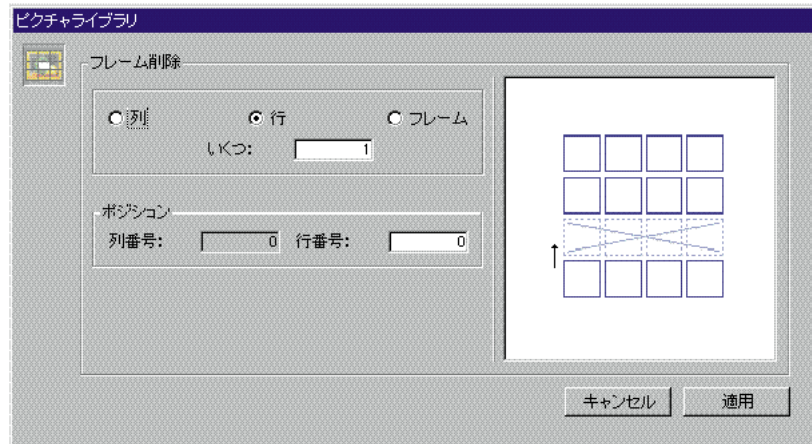 ピクチャライブラリ
フレーム削除
列 行 フレーム
いくつ: 1
ポジション
列番号: 0 行番号: 0
キャンセル 適用